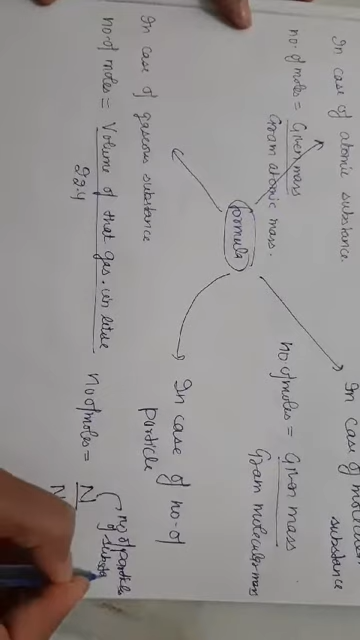 In case of atomic substance.
no. of moles = Given mass
Gram atomic mass.
formula
In case of molecular
substance
no of moles = Given mass
Gram molecular mass
In case of gaseous substance
no of moles = Volume of that gas in litre
22.4
In case of no. of
particle
No of moles = N
no of particle
of